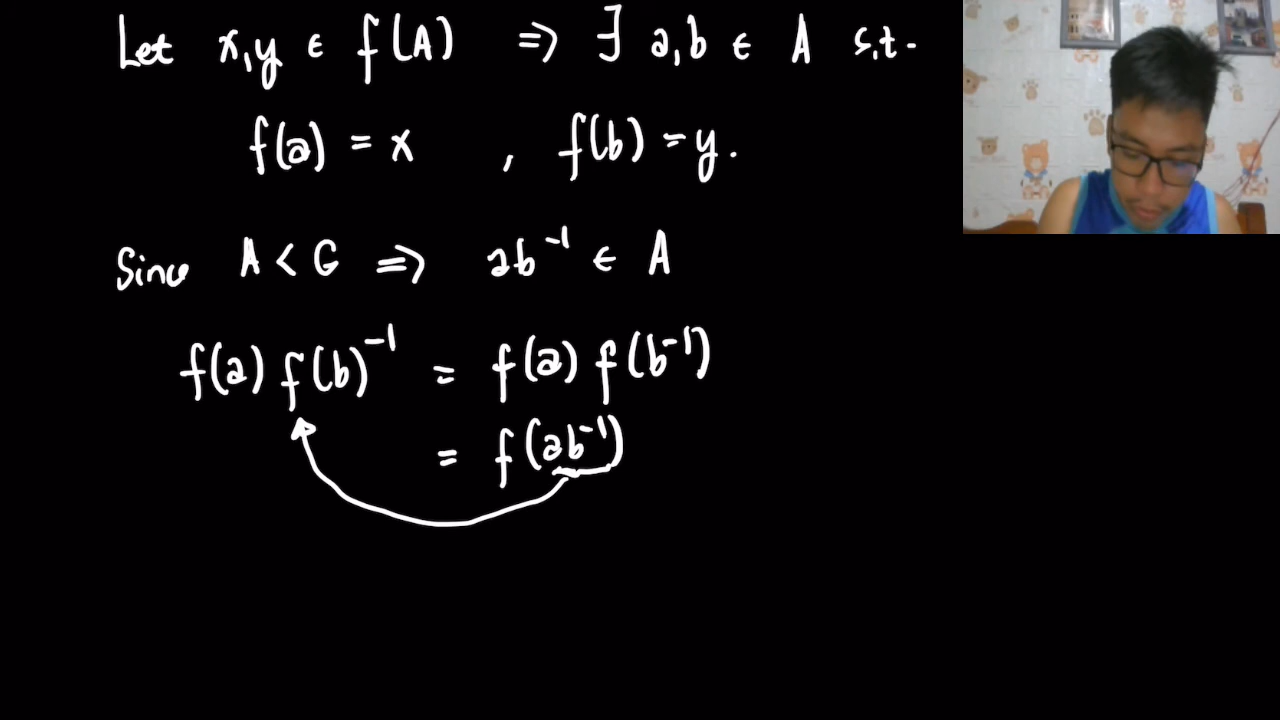 Let x,y ∈ f(A) => ∃ a,b ∈ A s.t.
f(a) = x , f(b) = y.
Since A < G => ab⁻¹ ∈ A
f(a) f(b)⁻¹ = f(a) f(b⁻¹)
= f(ab⁻¹)